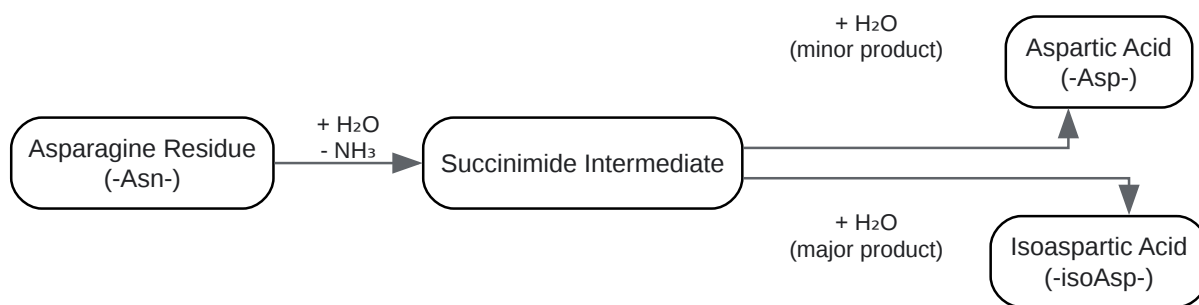 + H₂O
(minor product)
Aspartic Acid
(-Asp-)
Asparagine Residue
(-Asn-)
+ H₂O
- NH₃
Succinimide Intermediate
+ H₂O
(major product)
Isoaspartic Acid
(-isoAsp-)